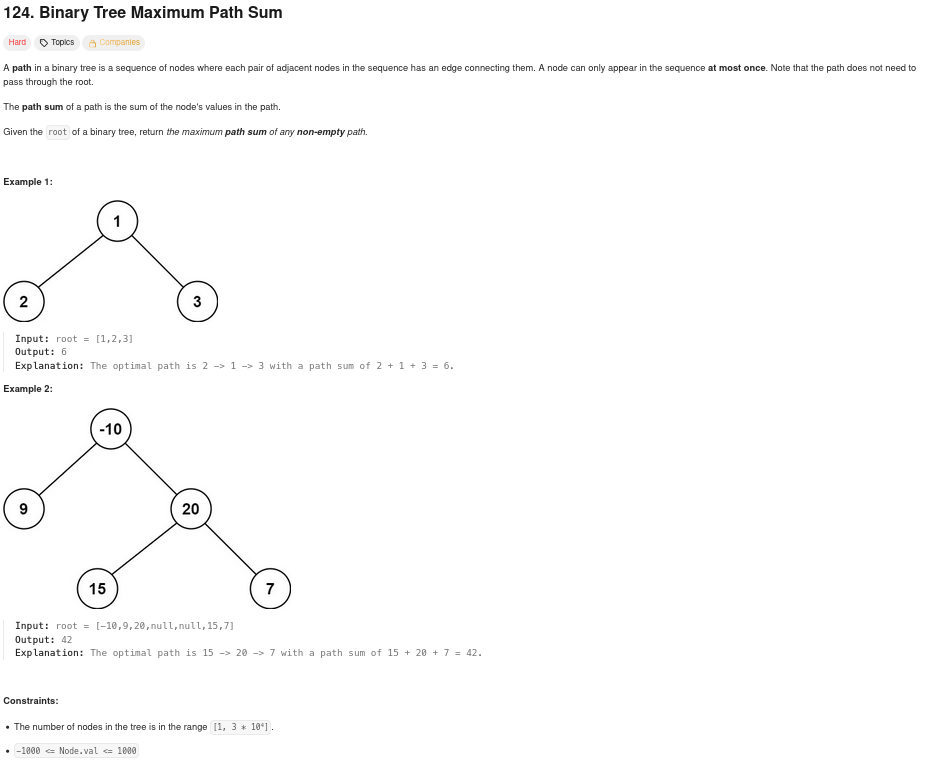 124. Binary Tree Maximum Path Sum
Hard Topics Companies
A path in a binary tree is a sequence of nodes where each pair of adjacent nodes in the sequence has an edge connecting them. A node can only appear in the sequence at most once. Note that the path does not need to
pass through the root.
The path sum of a path is the sum of the node's values in the path.
Given the root of a binary tree, return the maximum path sum of any non-empty path.
Example 1:
1
2 3
Input: root = [1,2,3]
Output: 6
Explanation: The optimal path is 2 -> 1 -> 3 with a path sum of 2 + 1 + 3 = 6.
Example 2:
-10
9 20
15 7
Input: root = [-10,9,20,null,null,15,7]
Output: 42
Explanation: The optimal path is 15 -> 20 -> 7 with a path sum of 15 + 20 + 7 = 42.
Constraints:
• The number of nodes in the tree is in the range [1, 3 * 10⁴].
• -1000 <= Node.val <= 1000